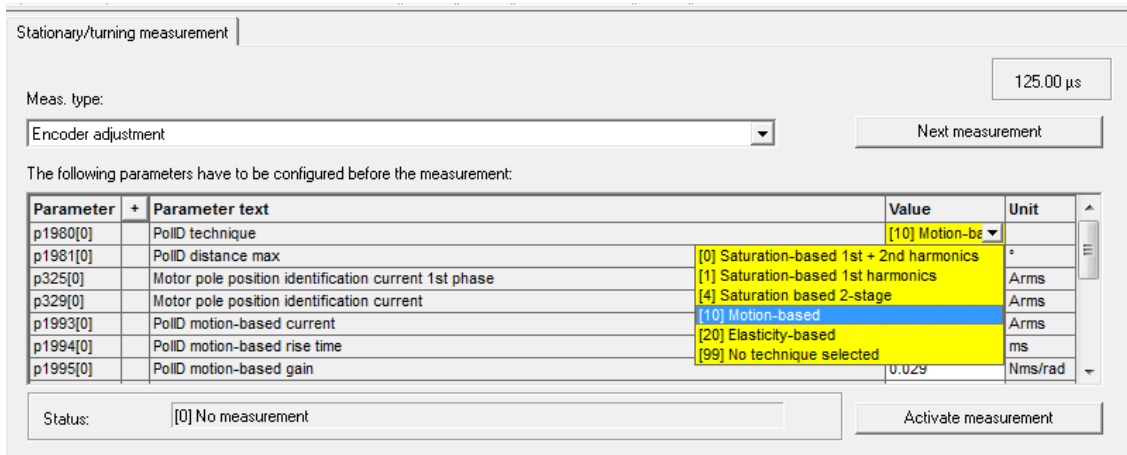 Stationary/turning measurement
125.00 µs
Meas. type:
Encoder adjustment
Next measurement
The following parameters have to be configured before the measurement:
Parameter + Parameter text Value Unit
p1980[0] PolID technique [10] Motion-ba
p1981[0] PolID distance max °
[0] Saturation-based 1st + 2nd harmonics
p325[0] Motor pole position identification current 1st phase Arms
[1] Saturation-based 1st harmonics
p329[0] Motor pole position identification current Arms
[4] Saturation based 2-stage
p1993[0] PolID motion-based current Arms
[10] Motion-based
p1994[0] PolID motion-based rise time ms
[20] Elasticity-based
[99] No technique selected
p1995[0] PolID motion-based gain 0.029 Nms/rad
Status: [0] No measurement
Activate measurement